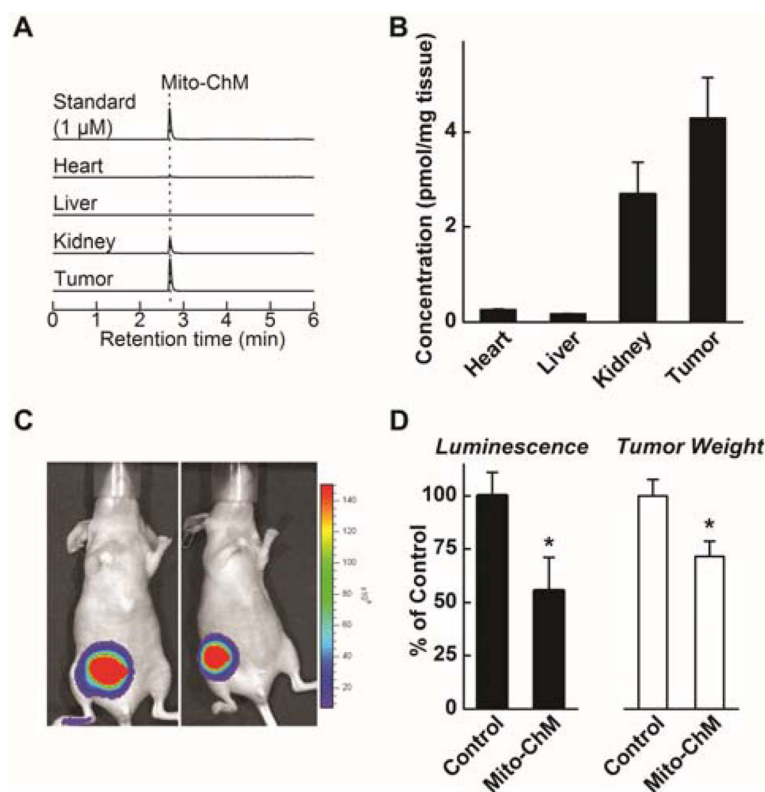 A
Mito-ChM
Standard
(1 µM)
Heart
Liver
Kidney
Tumor
0 1 2 3 4 5 6
Retention time (min)
B
Concentration (pmol/mg tissue)
4
2
0
Heart
Liver
Kidney
Tumor
C
140
120
100
80
60
40
20
D
Luminescence
Tumor Weight
% of Control
100
75
50
25
0
*
*
Control
Mito-ChM
Control
Mito-ChM